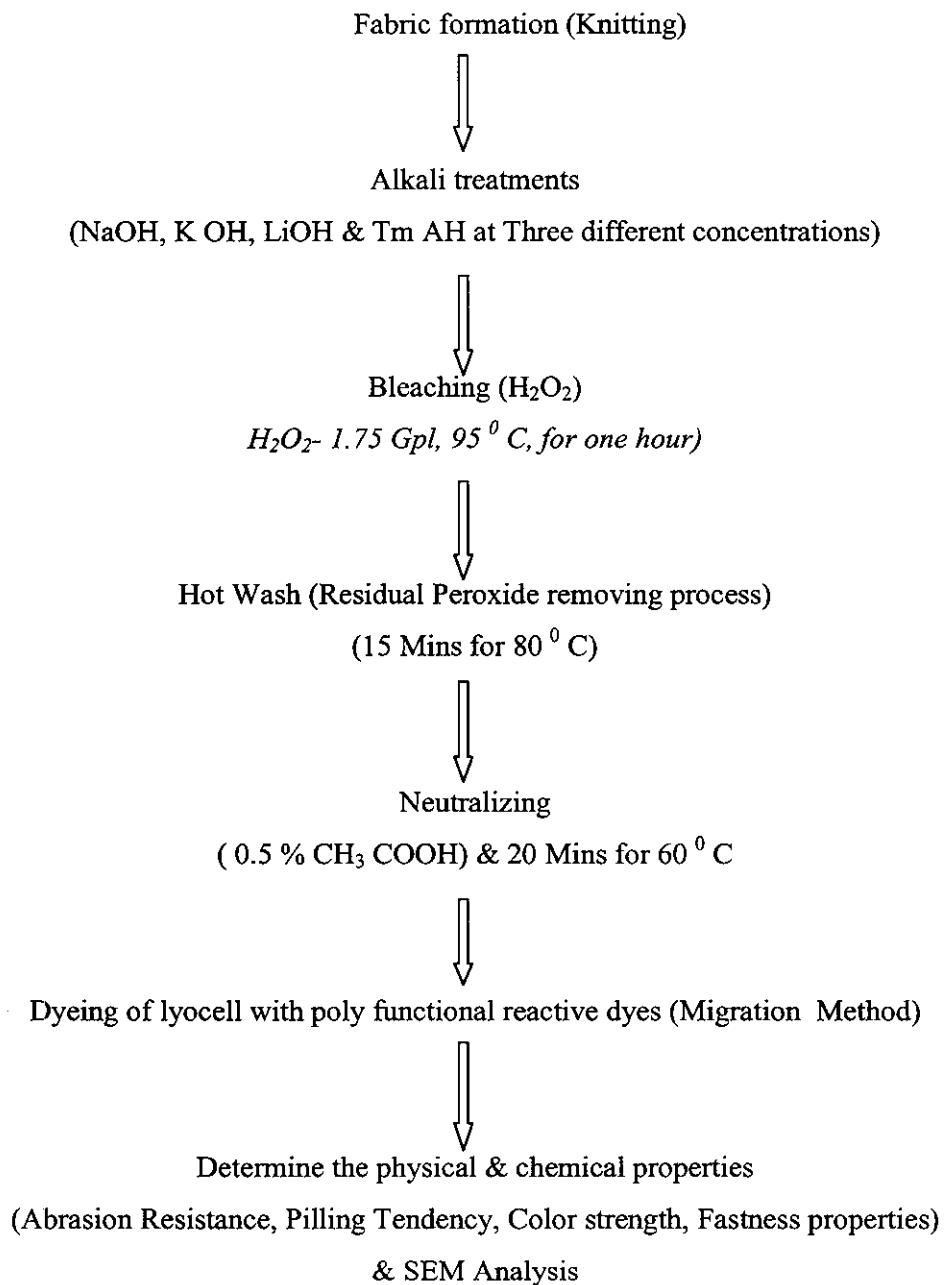 Fabric formation (Knitting)
Alkali treatments
(NaOH, K OH, LiOH & Tm AH at Three different concentrations)
Bleaching (H₂O₂)
H₂O₂- 1.75 Gpl, 95 ⁰ C, for one hour)
Hot Wash (Residual Peroxide removing process)
(15 Mins for 80 ⁰ C)
Neutralizing
( 0.5 % CH₃ COOH) & 20 Mins for 60 ⁰ C
Dyeing of lyocell with poly functional reactive dyes (Migration Method)
Determine the physical & chemical properties
(Abrasion Resistance, Pilling Tendency, Color strength, Fastness properties)
& SEM Analysis